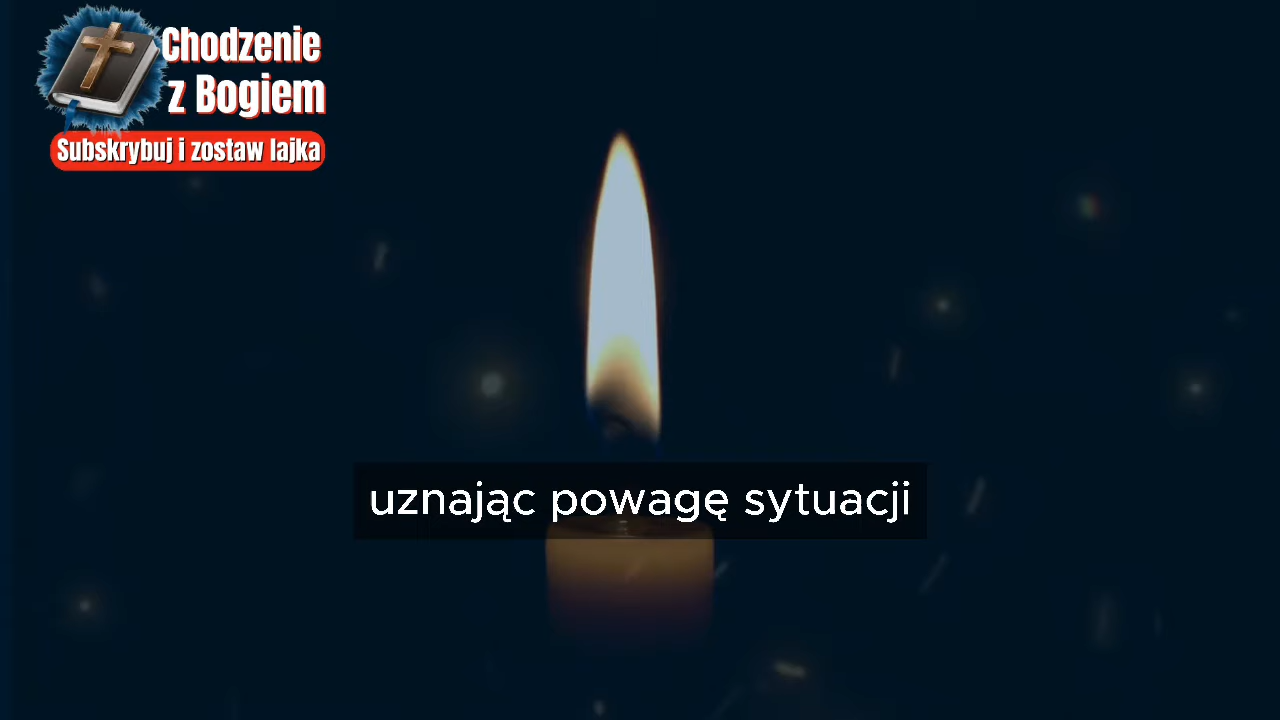 Chodzenie
z Bogiem
Subskrybuj i zostaw lajka
uznając powagę sytuacji